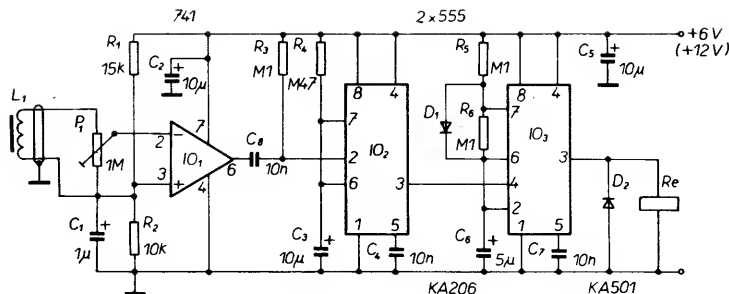 741 2×555
+6V
(+12V)
R1
15k
C2
10µ
R3
M1
R4
M47
R5
M1
C5
10µ
L1
P1
1M
2
3
7
4
6
IO1
C8
10n
8
4
7
2
6
IO2
3
1
5
D1
R6
M1
8
4
7
6
4
2
IO3
3
1
5
D2
Re
C1
1µ
R2
10k
C3
10µ
C4
10n
C6
5µ
C7
10n
KA206
KA501